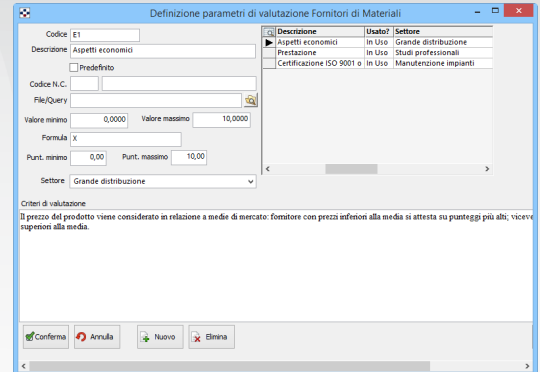 Definizione parametri di valutazione Fornitori di Materiali
Codice E1
Descrizione Aspetti economici
Predefinito
Codice N.C.
File/Query
Valore minimo 0,0000 Valore massimo 10,0000
Formula X
Punt. minimo 0,00 Punt. massimo 10,00
Settore Grande distribuzione
Descrizione Usato? Settore
Aspetti economici In Uso Grande distribuzione
Prestazione In Uso Studi professionali
Certificazione ISO 9001 o In Uso Manutenzione impianti
Criteri di valutazione
Il prezzo del prodotto viene considerato in relazione a medie di mercato: fornitore con prezzi inferiori alla media si attesta su punteggi più alti; viceve
superiori alla media.
Conferma Annulla Nuovo Elimina